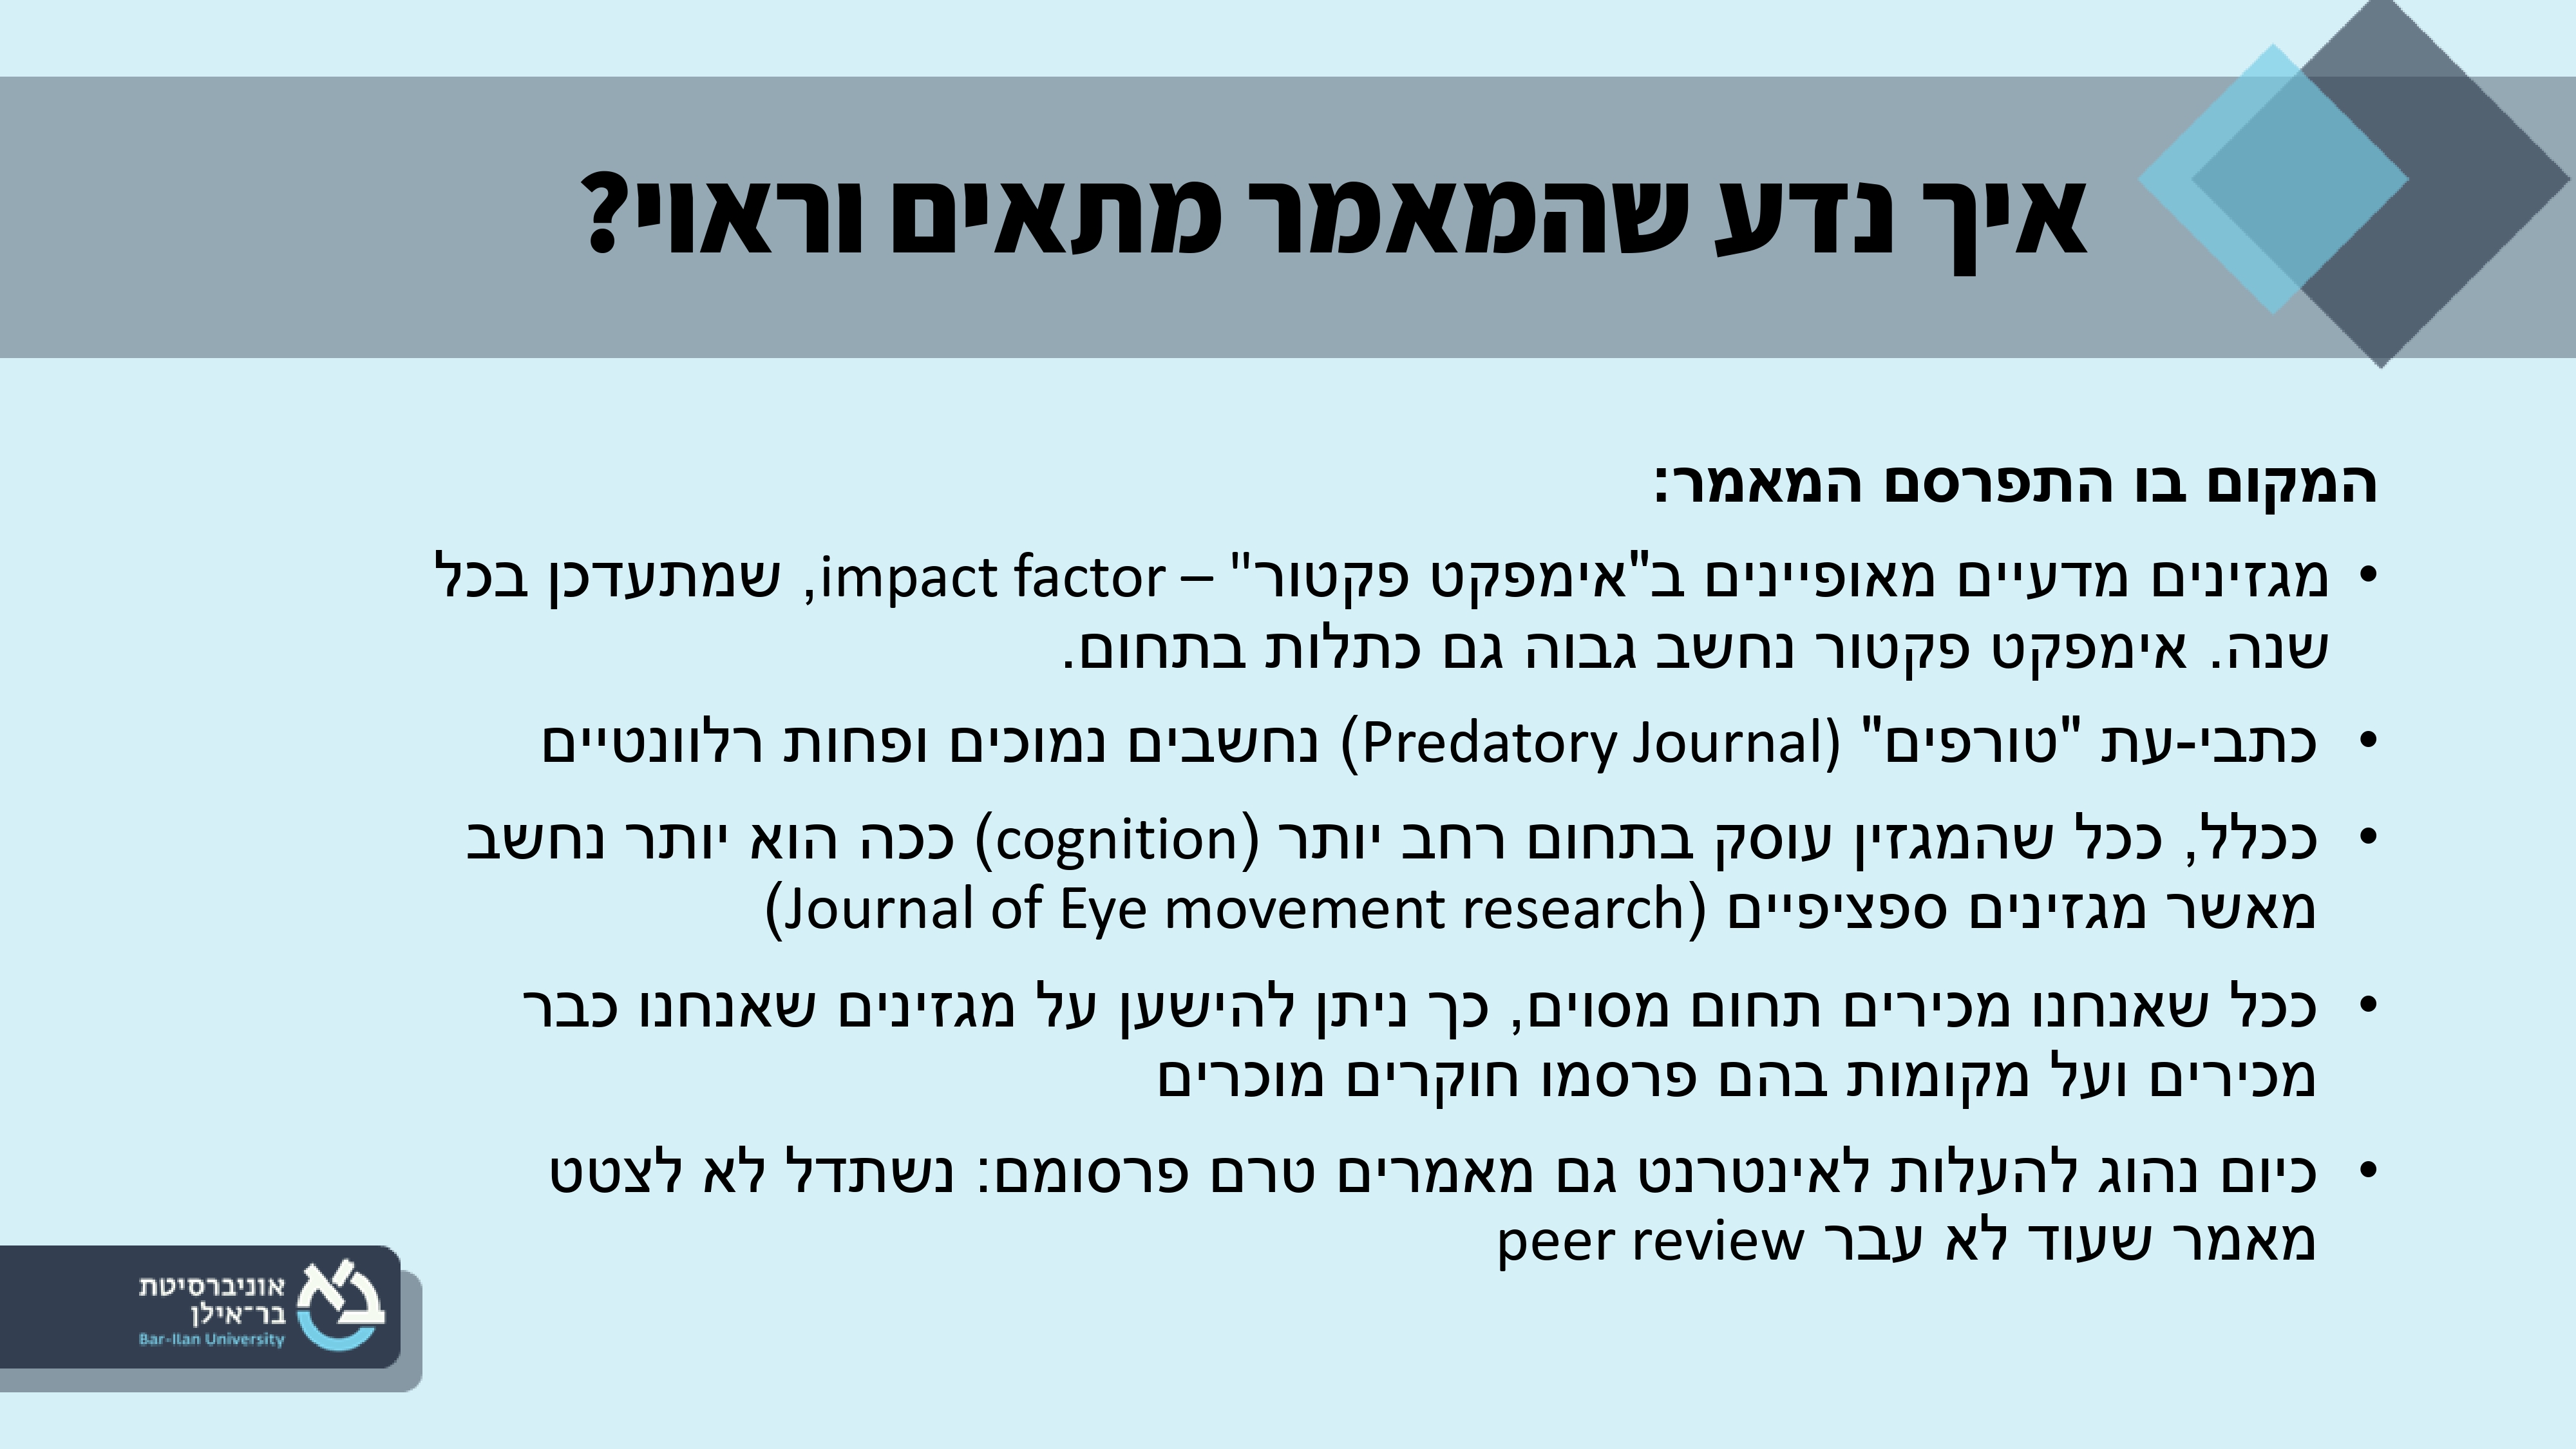 איך נדע שהמאמר מתאים וראוי?
המקום בו התפרסם המאמר:
• מגזינים מדעיים מאופיינים ב"אימפקט פקטור" – impact factor, שמתעדכן בכל
שנה. אימפקט פקטור נחשב גבוה גם כתלות בתחום.
• כתבי-עת "טורפים" (Predatory Journal) נחשבים נמוכים ופחות רלוונטיים
• ככלל, ככל שהמגזין עוסק בתחום רחב יותר (cognition) ככה הוא יותר נחשב
מאשר מגזינים ספציפיים (Journal of Eye movement research)
• ככל שאנחנו מכירים תחום מסוים, כך ניתן להישען על מגזינים שאנחנו כבר
מכירים ועל מקומות בהם פרסמו חוקרים מוכרים
• כיום נהוג להעלות לאינטרנט גם מאמרים טרם פרסומם: נשתדל לא לצטט
מאמר שעוד לא עבר peer review
אוניברסיטת
בר־אילן
Bar-Ilan University